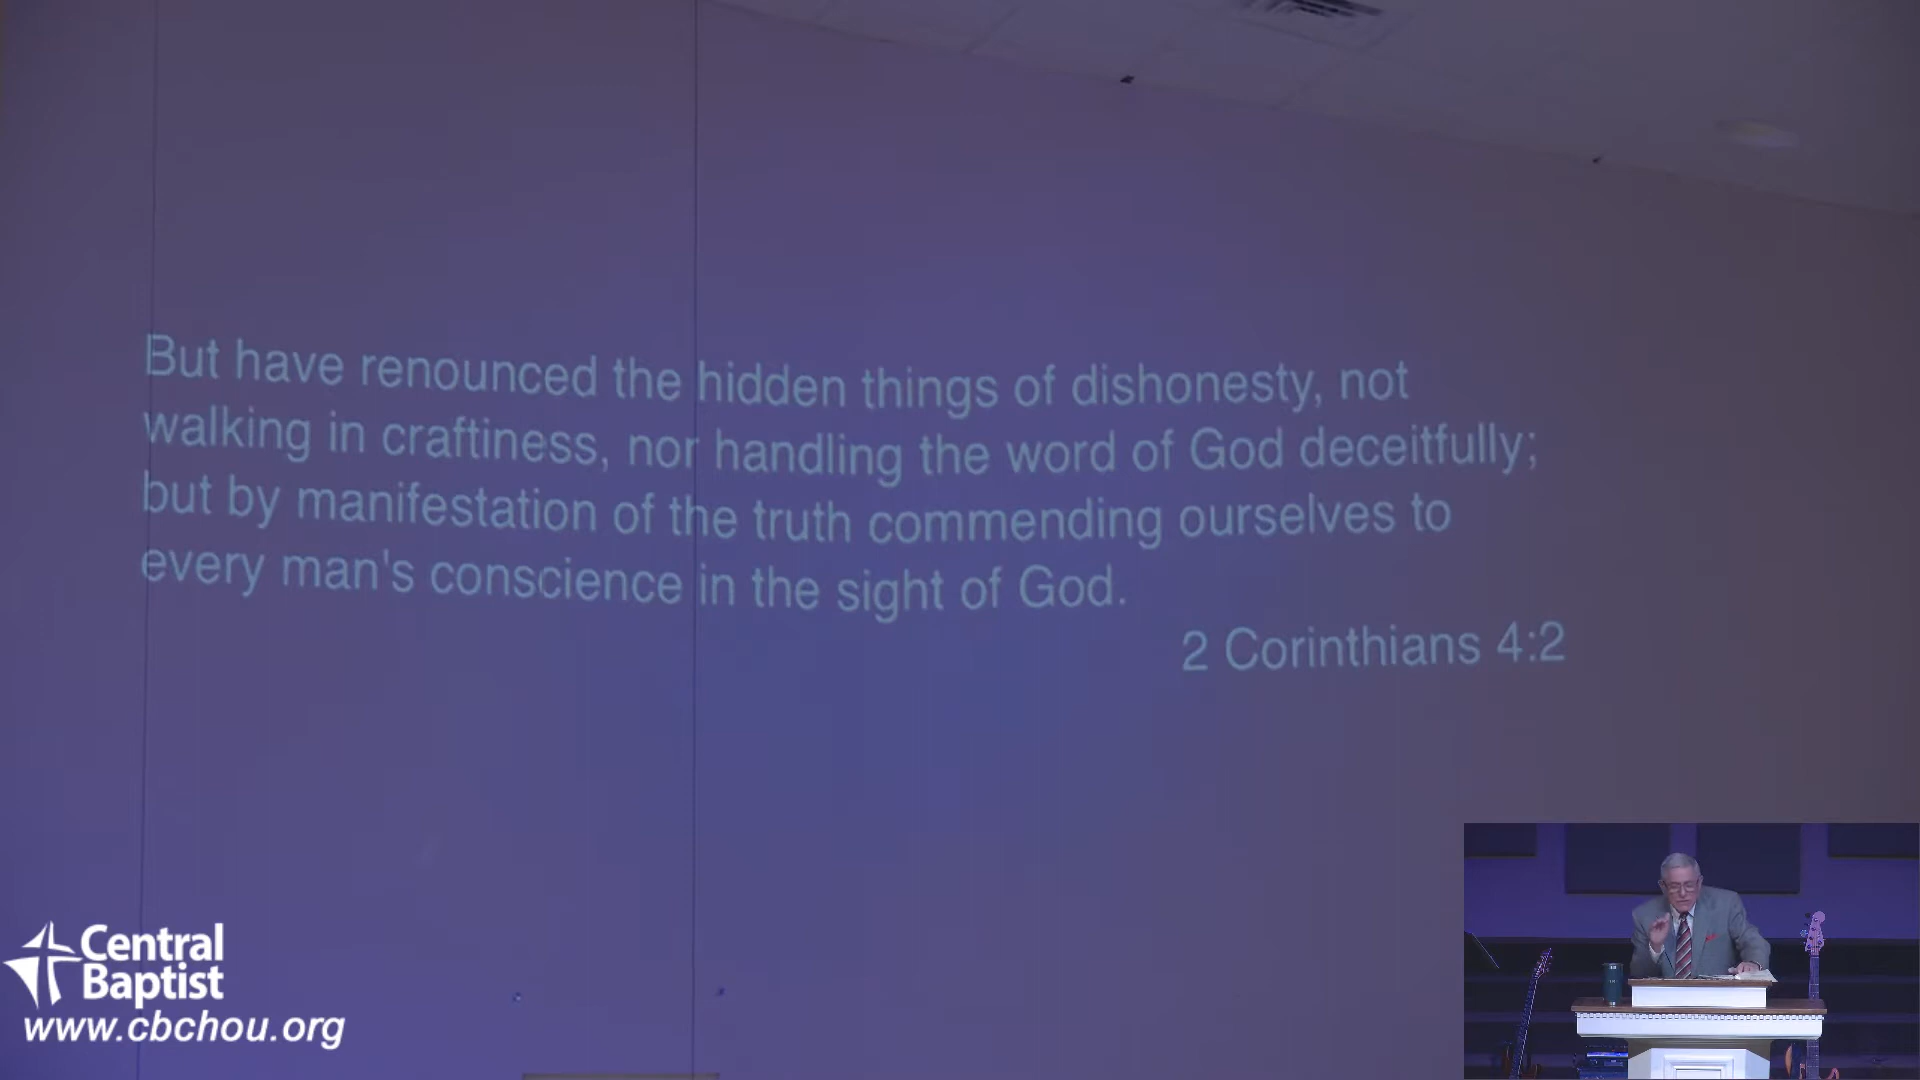 But have renounced the hidden things of dishonesty, not
walking in craftiness, nor handling the word of God deceitfully;
but by manifestation of the truth commending ourselves to
every man's conscience in the sight of God.
2 Corinthians 4:2
Central
Baptist
www.cbchou.org